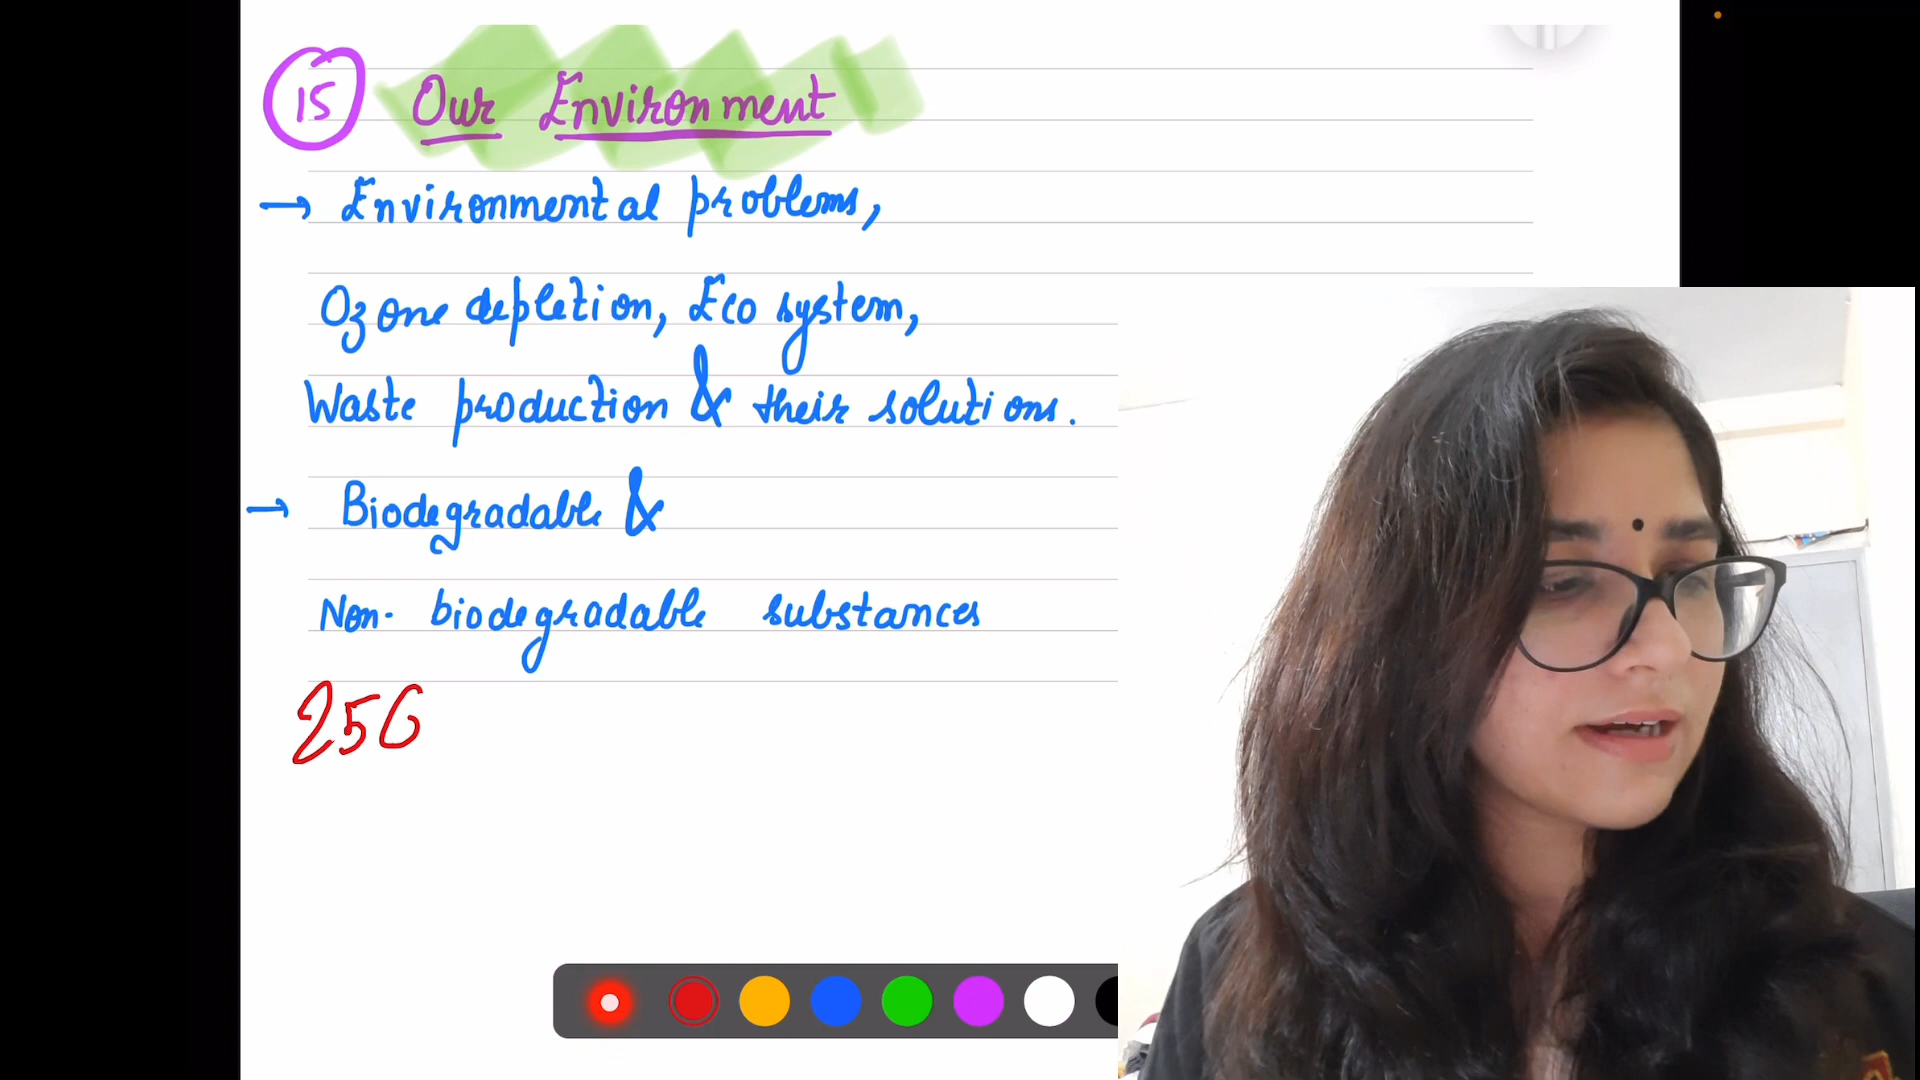 15 Our Environment
→ Environmental problems,
Ozone depletion, Eco system,
Waste production & their solutions.
→ Biodegradable &
Non-biodegradable substances
256